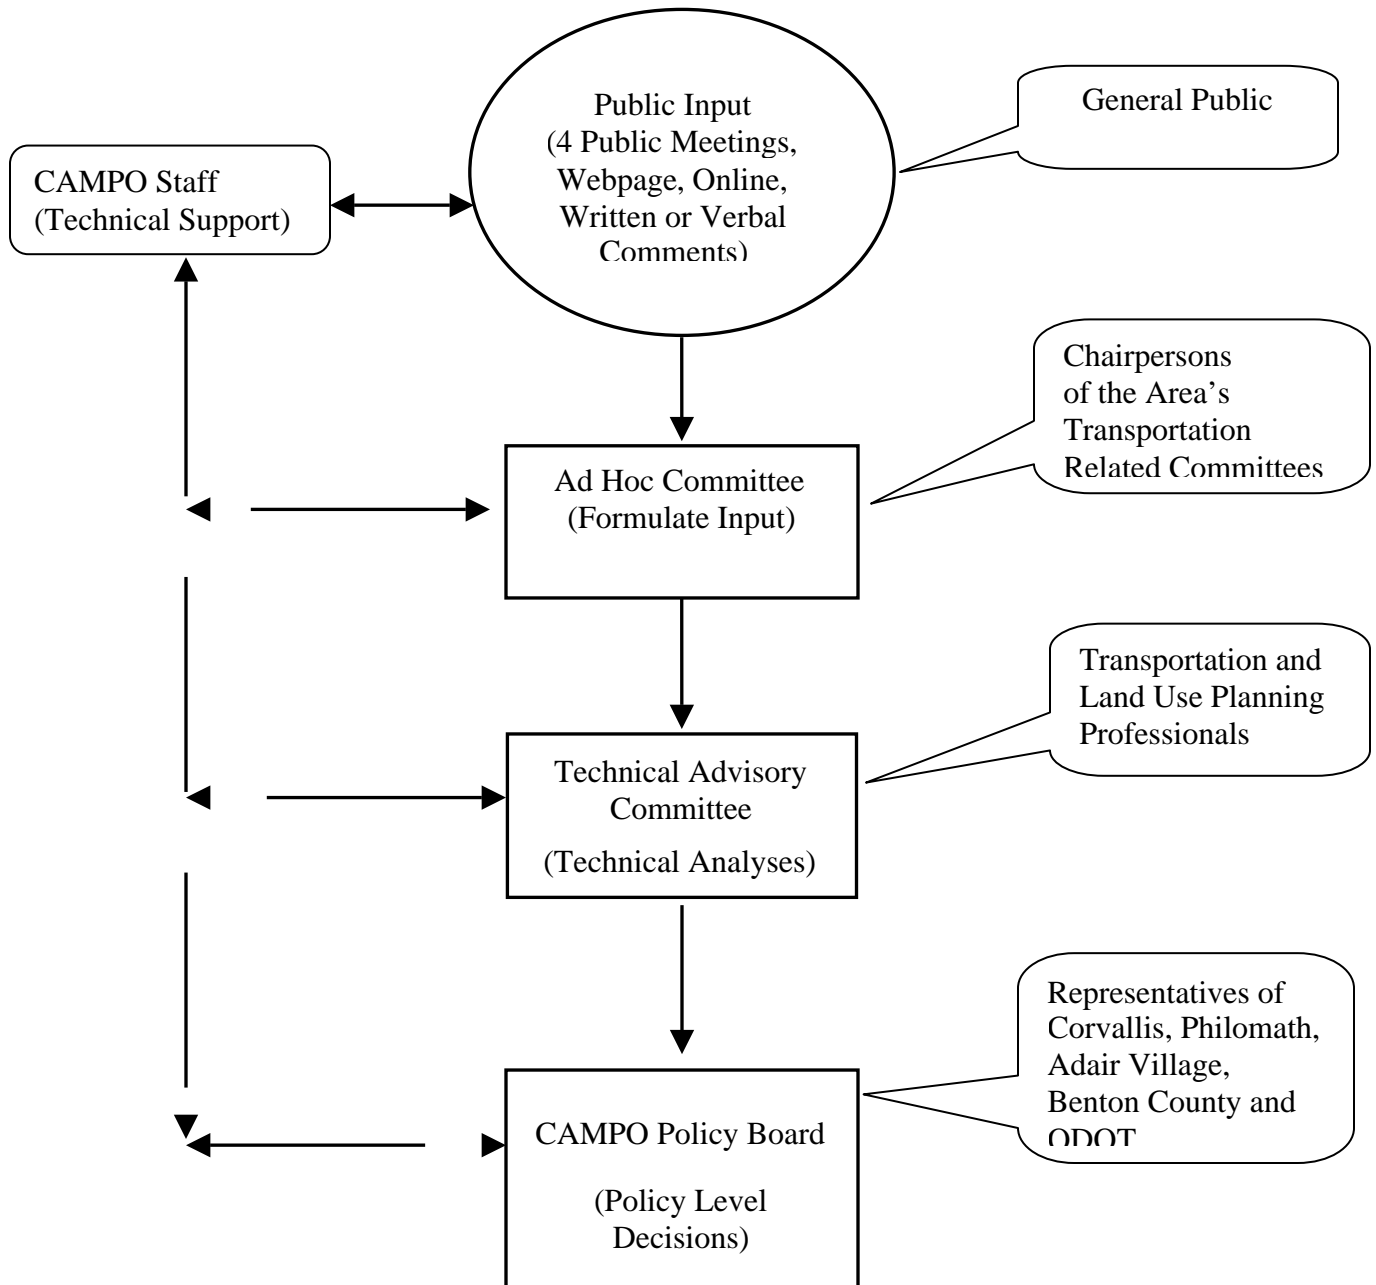 Public Input
(4 Public Meetings,
Webpage, Online,
Written or Verbal
Comments)
General Public
CAMPO Staff
(Technical Support)
Chairpersons
of the Area’s
Transportation
Related Committees
Ad Hoc Committee
(Formulate Input)
Transportation and
Land Use Planning
Professionals
Technical Advisory
Committee
(Technical Analyses)
Representatives of
Corvallis, Philomath,
Adair Village,
Benton County and
ODOT
CAMPO Policy Board
(Policy Level
Decisions)